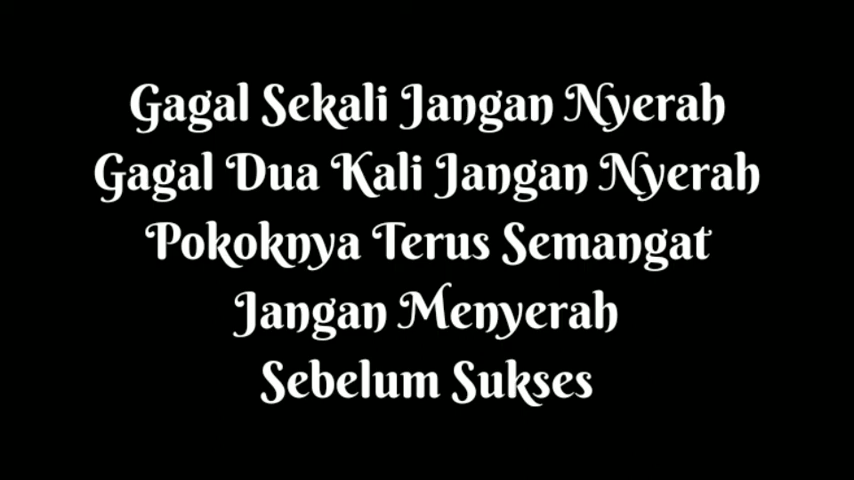 Gagal Sekali Jangan Nyerah
Gagal Dua Kali Jangan Nyerah
Pokoknya Terus Semangat
Jangan Menyerah
Sebelum Sukses